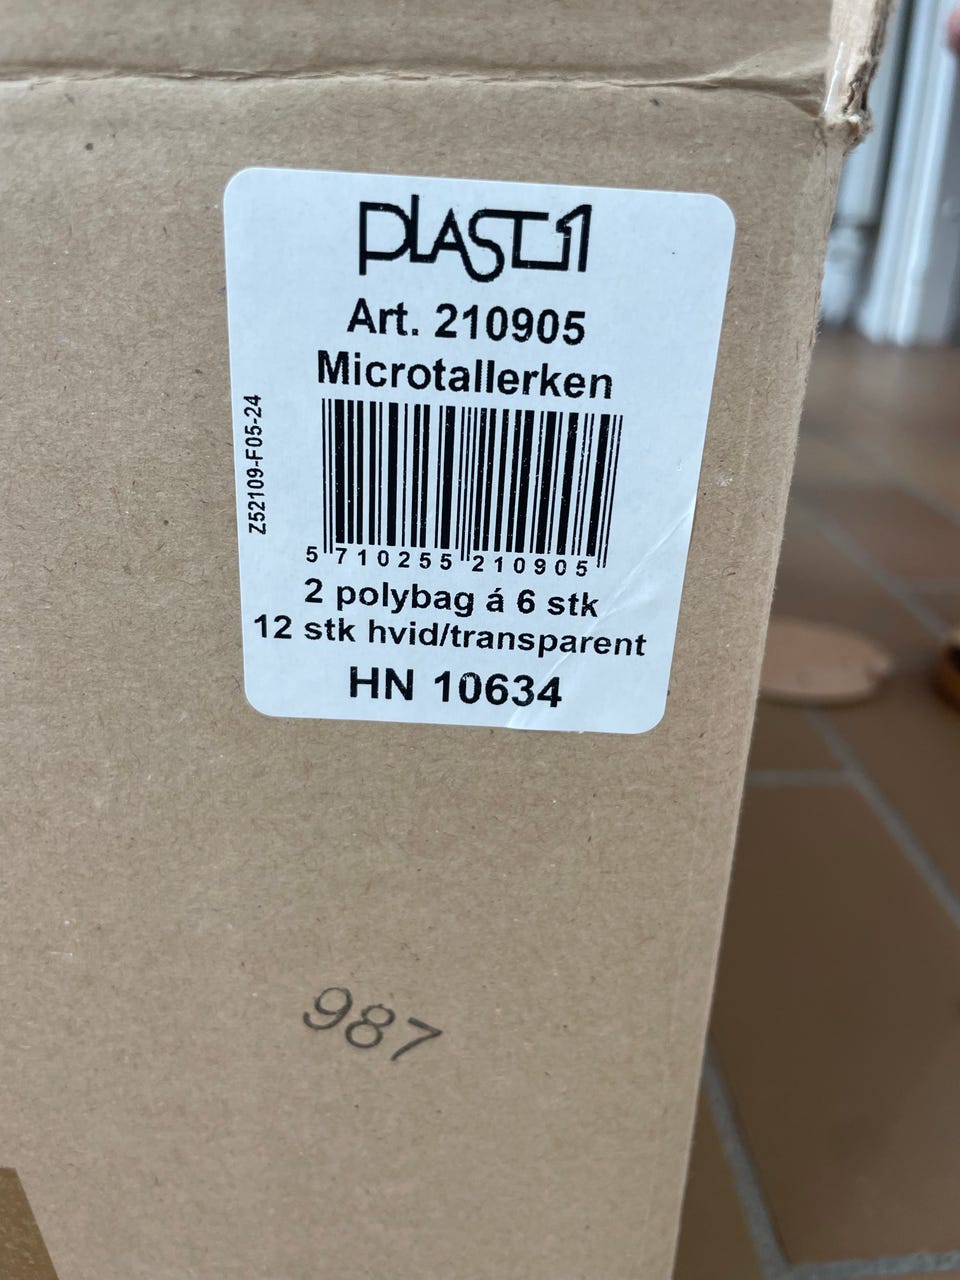 PLAST1
Art. 210905
Microtallerken
Z52109-F05-24
5 710255 210905
2 polybag á 6 stk
12 stk hvid/transparent
HN 10634
987